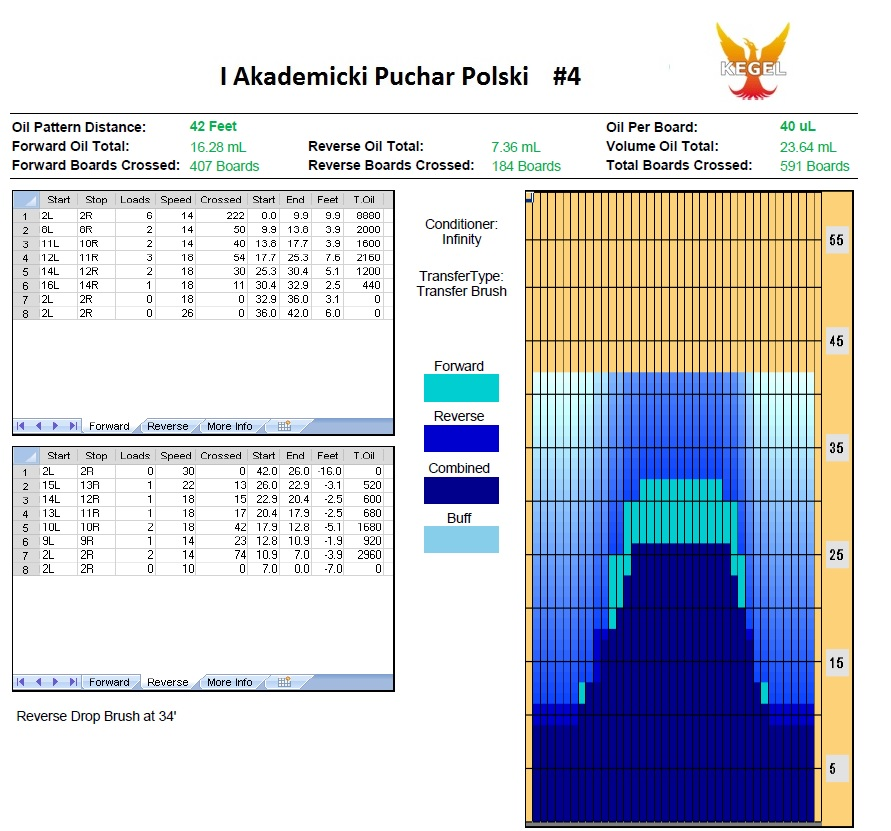 KEGEL
I Akademicki Puchar Polski #4
Oil Pattern Distance: 42 Feet Oil Per Board: 40 uL
Forward Oil Total: 16.28 mL Reverse Oil Total: 7.36 mL Volume Oil Total: 23.64 mL
Forward Boards Crossed: 407 Boards Reverse Boards Crossed: 184 Boards Total Boards Crossed: 591 Boards
Start Stop Loads Speed Crossed Start End Feet T.Oil
1 2L 2R 6 14 222 0.0 9.9 9.9 8880
2 8L 8R 2 14 50 9.9 13.8 3.9 2000
3 11L 10R 2 14 40 13.8 17.7 3.9 1600
4 12L 11R 3 18 54 17.7 25.3 7.6 2160
5 14L 12R 2 18 30 25.3 30.4 5.1 1200
6 16L 14R 1 18 11 30.4 32.9 2.5 440
7 2L 2R 0 18 0 32.9 36.0 3.1 0
8 2L 2R 0 26 0 36.0 42.0 6.0 0
Forward Reverse More Info
Start Stop Loads Speed Crossed Start End Feet T.Oil
1 2L 2R 0 30 0 42.0 26.0 -16.0 0
2 15L 13R 1 22 13 26.0 22.9 -3.1 520
3 14L 12R 1 18 15 22.9 20.4 -2.5 600
4 13L 11R 1 18 17 20.4 17.9 -2.5 680
5 10L 10R 2 18 42 17.9 12.8 -5.1 1680
6 9L 9R 1 14 23 12.8 10.9 -1.9 920
7 2L 2R 2 14 74 10.9 7.0 -3.9 2960
8 2L 2R 0 10 0 7.0 0.0 -7.0 0
Forward Reverse More Info
Reverse Drop Brush at 34'
Conditioner:
Infinity
TransferType:
Transfer Brush
Forward
Reverse
Combined
Buff
55
45
35
25
15
5